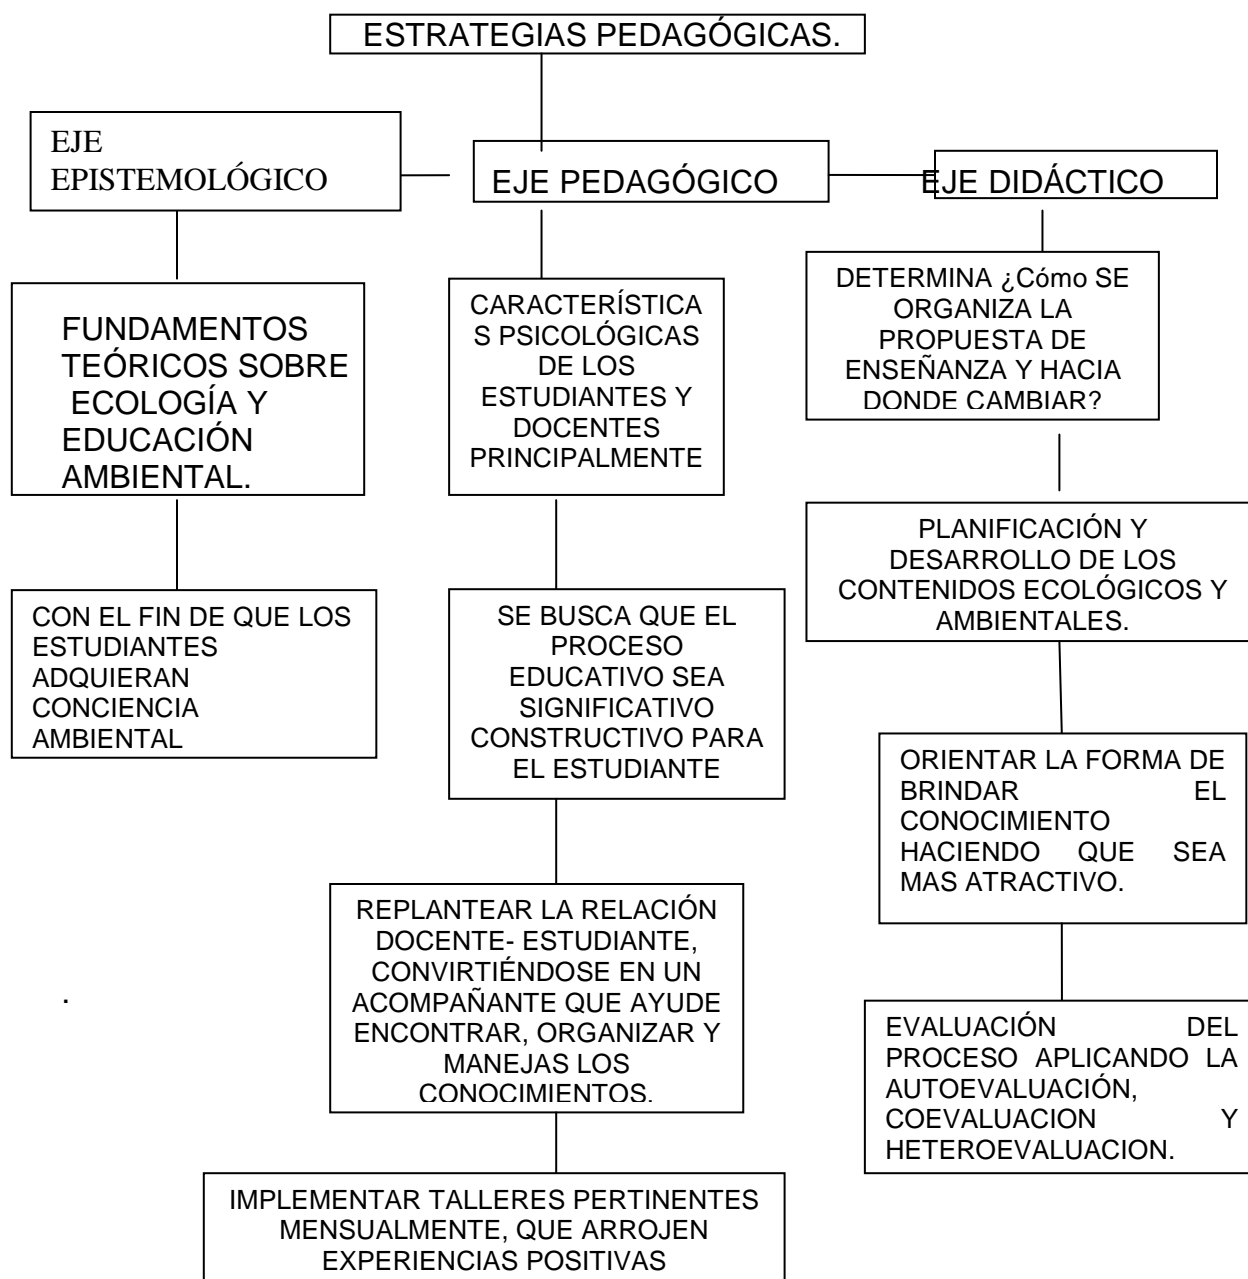 ESTRATEGIAS PEDAGÓGICAS.
EJE
EPISTEMOLÓGICO
EJE PEDAGÓGICO
EJE DIDÁCTICO
FUNDAMENTOS
TEÓRICOS SOBRE
ECOLOGÍA Y
EDUCACIÓN
AMBIENTAL.
CON EL FIN DE QUE LOS
ESTUDIANTES
ADQUIERAN
CONCIENCIA
AMBIENTAL
CARACTERÍSTICA
S PSICOLÓGICAS
DE LOS
ESTUDIANTES Y
DOCENTES
PRINCIPALMENTE
SE BUSCA QUE EL
PROCESO
EDUCATIVO SEA
SIGNIFICATIVO
CONSTRUCTIVO PARA
EL ESTUDIANTE
REPLANTEAR LA RELACIÓN
DOCENTE- ESTUDIANTE,
CONVIRTIÉNDOSE EN UN
ACOMPAÑANTE QUE AYUDE
ENCONTRAR, ORGANIZAR Y
MANEJAS LOS
CONOCIMIENTOS.
IMPLEMENTAR TALLERES PERTINENTES
MENSUALMENTE, QUE ARROJEN
EXPERIENCIAS POSITIVAS
DETERMINA ¿Cómo SE
ORGANIZA LA
PROPUESTA DE
ENSEÑANZA Y HACIA
DONDE CAMBIAR?
PLANIFICACIÓN Y
DESARROLLO DE LOS
CONTENIDOS ECOLÓGICOS Y
AMBIENTALES.
ORIENTAR LA FORMA DE
BRINDAR EL
CONOCIMIENTO
HACIENDO QUE SEA
MAS ATRACTIVO.
EVALUACIÓN DEL
PROCESO APLICANDO LA
AUTOEVALUACIÓN,
COEVALUACION Y
HETEROEVALUACION.
.